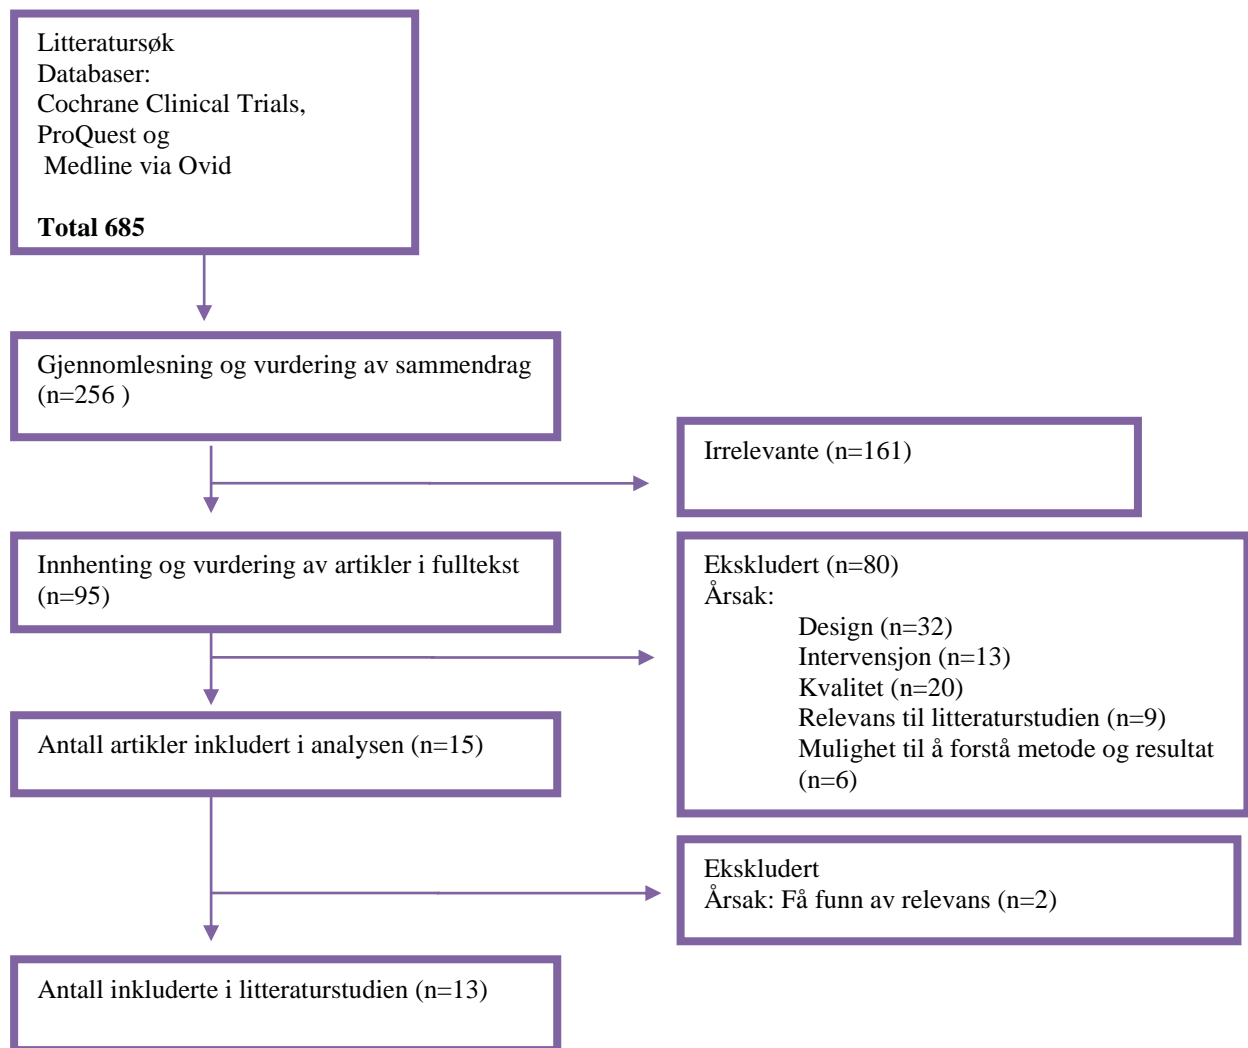 Litteratursøk
Databaser:
Cochrane Clinical Trials,
ProQuest og
Medline via Ovid
Total 685
Gjennomlesning og vurdering av sammendrag
(n=256 )
Irrelevante (n=161)
Innhenting og vurdering av artikler i fulltekst
(n=95)
Ekskludert (n=80)
Årsak:
Design (n=32)
Intervensjon (n=13)
Kvalitet (n=20)
Relevans til litteraturstudien (n=9)
Mulighet til å forstå metode og resultat
(n=6)
Antall artikler inkludert i analysen (n=15)
Ekskludert
Årsak: Få funn av relevans (n=2)
Antall inkluderte i litteraturstudien (n=13)